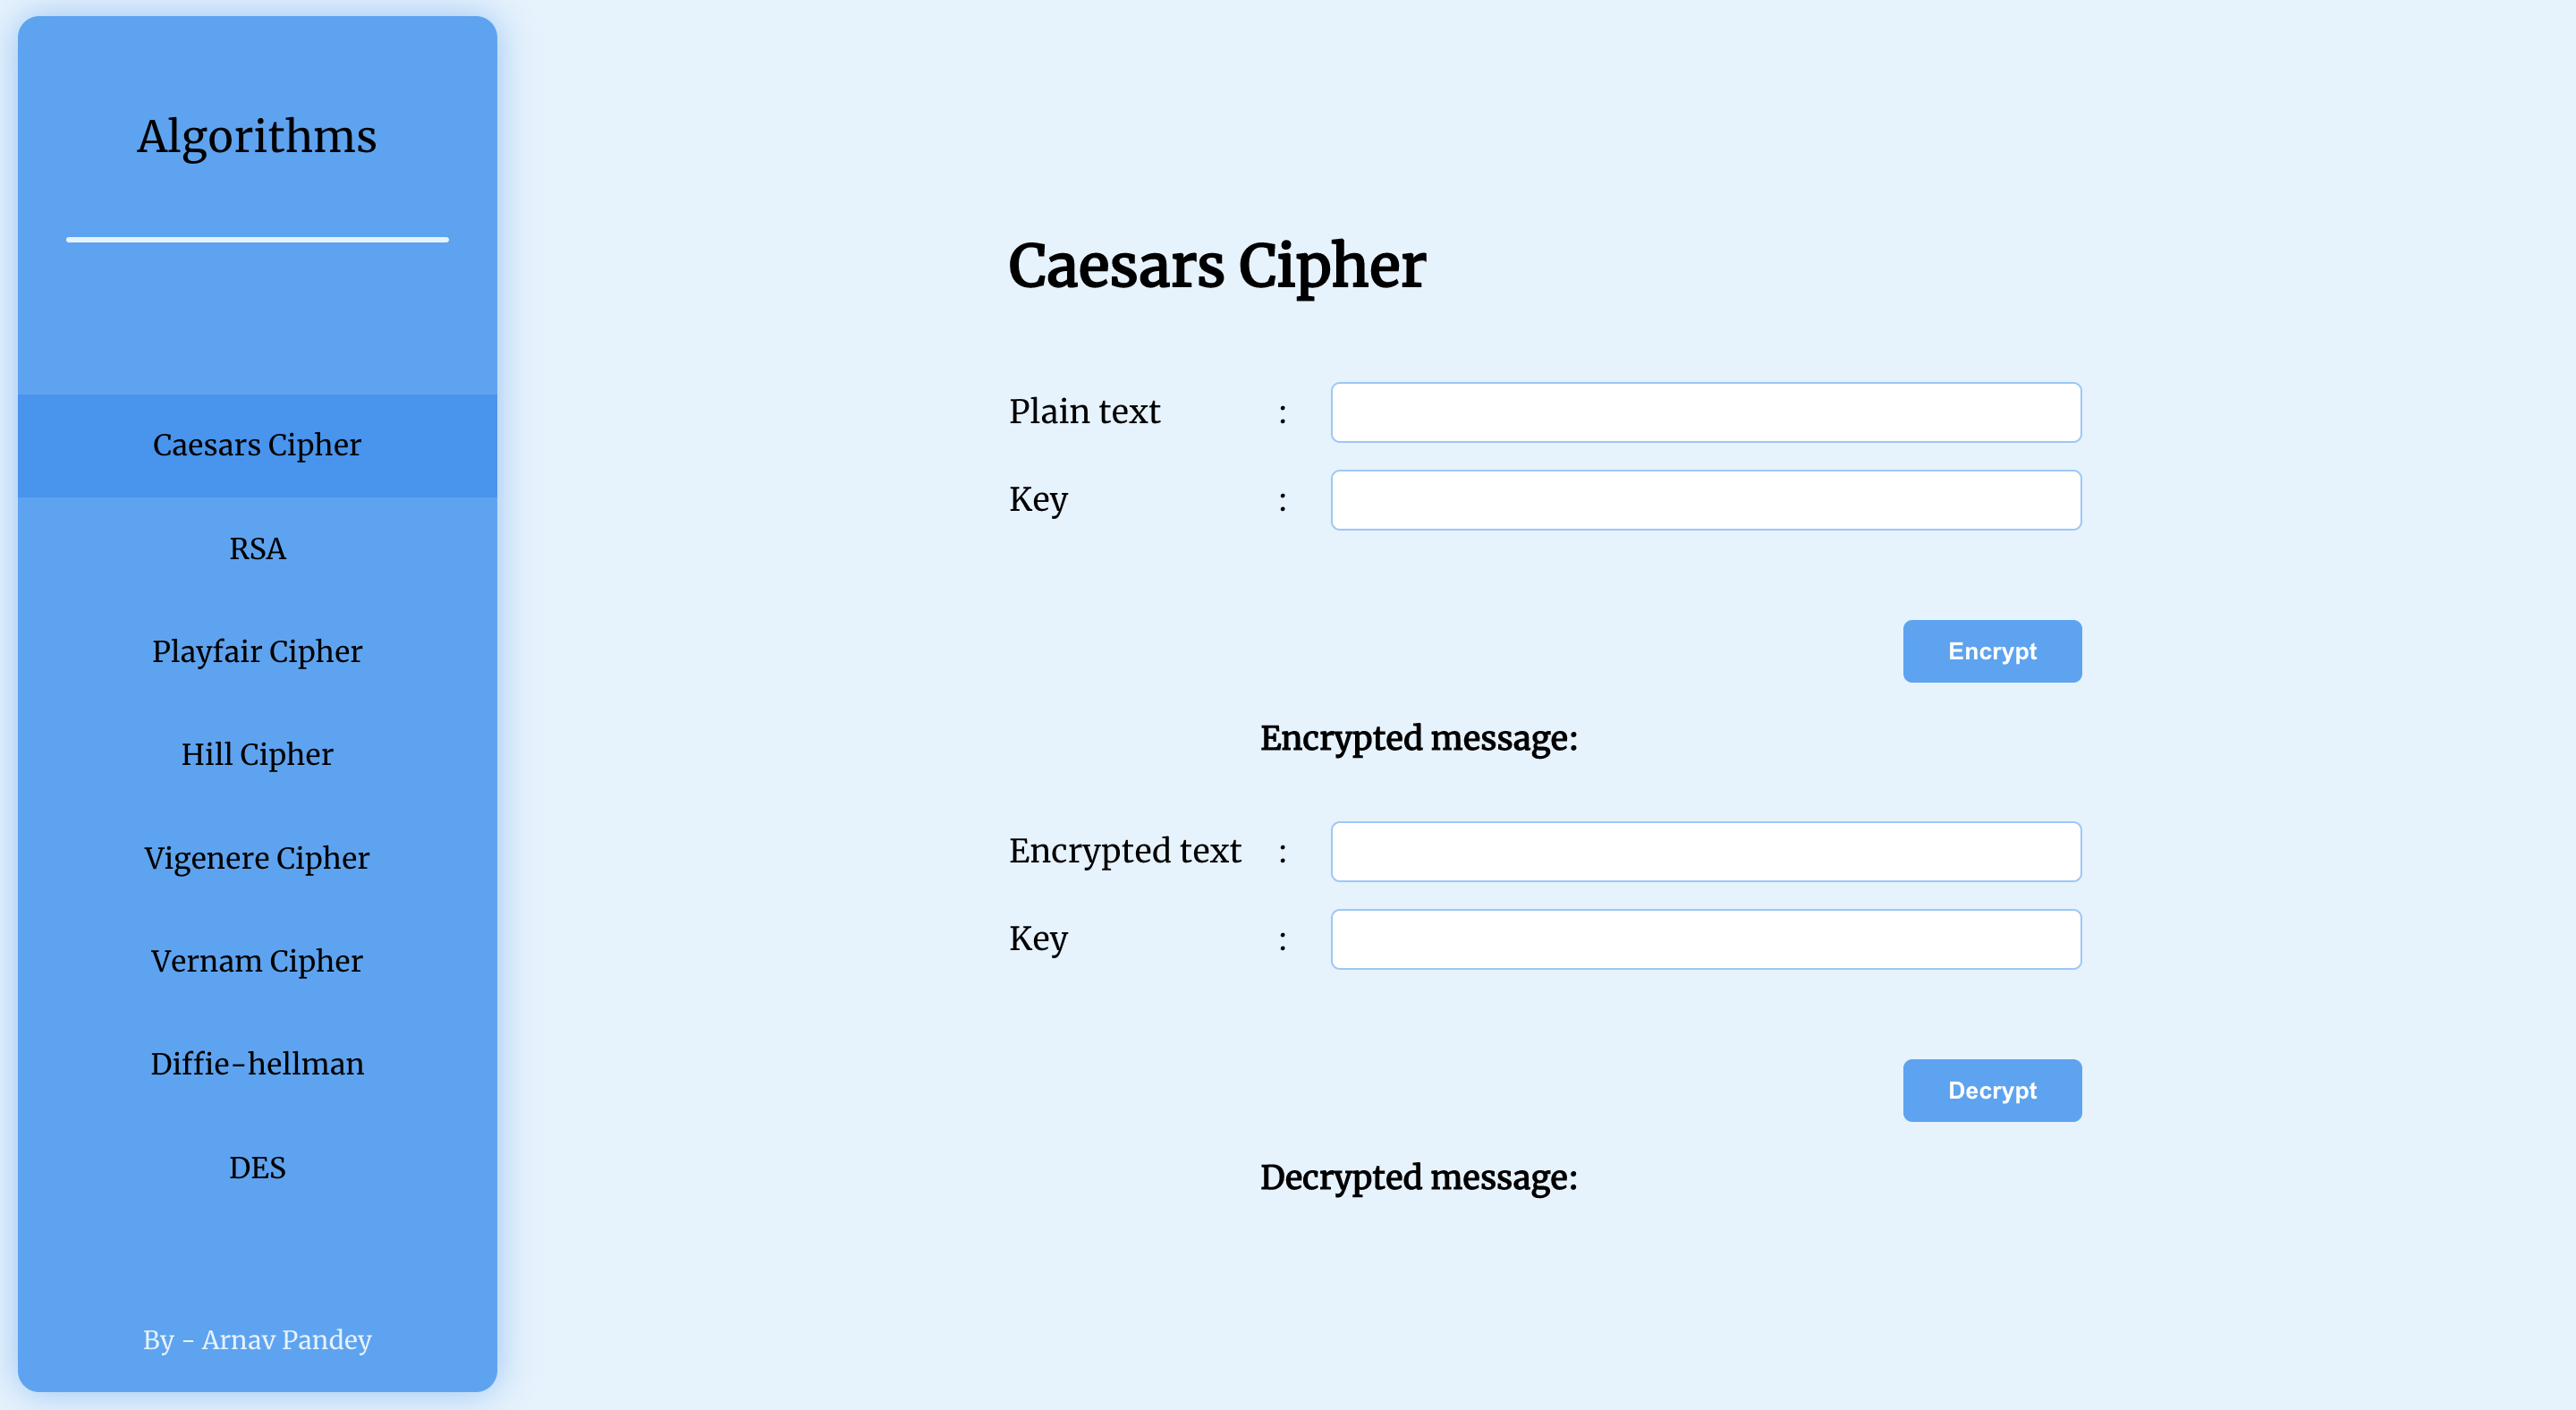 Algorithms
Caesars Cipher
RSA
Playfair Cipher
Hill Cipher
Vigenere Cipher
Vernam Cipher
Diffie-hellman
DES
By - Arnav Pandey
Caesars Cipher
Plain text :
Key :
Encrypt
Encrypted message:
Encrypted text :
Key :
Decrypt
Decrypted message: